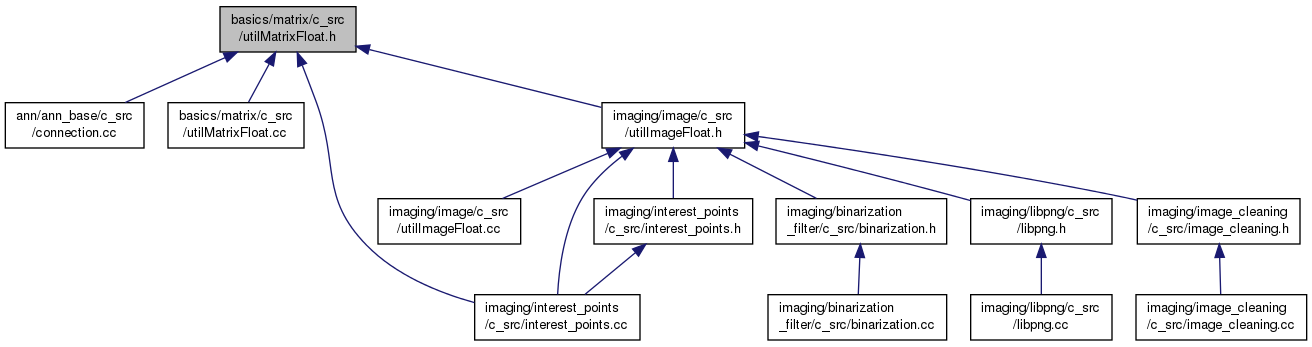 basics/matrix/c_src
/utilMatrixFloat.h
ann/ann_base/c_src
/connection.cc
basics/matrix/c_src
/utilMatrixFloat.cc
imaging/image/c_src
/utilImageFloat.h
imaging/image/c_src
/utilImageFloat.cc
imaging/interest_points
/c_src/interest_points.h
imaging/binarization
_filter/c_src/binarization.h
imaging/libpng/c_src
/libpng.h
imaging/image_cleaning
/c_src/image_cleaning.h
imaging/interest_points
/c_src/interest_points.cc
imaging/binarization
_filter/c_src/binarization.cc
imaging/libpng/c_src
/libpng.cc
imaging/image_cleaning
/c_src/image_cleaning.cc